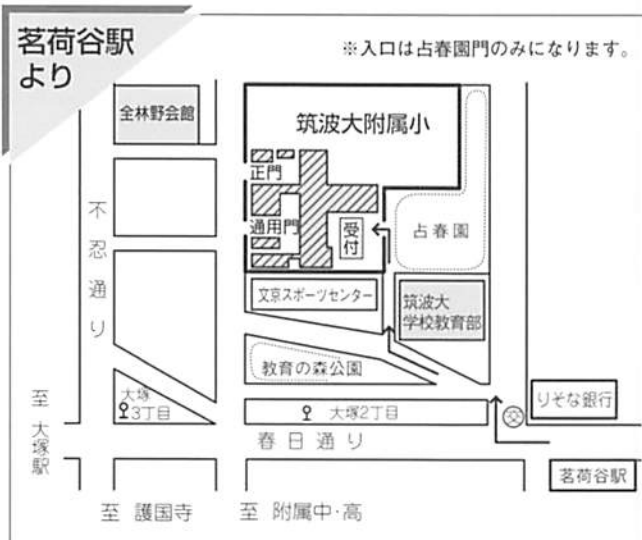 茗荷谷駅
より
※入口は占春園門のみになります。
全林野会館
筑波大附属小
正門
通用門
受付
占春園
不忍通り
文京スポーツセンター
筑波大
学校教育部
教育の森公園
大塚
3丁目
大塚2丁目
交
りそな銀行
至 大塚駅
春日通り
茗荷谷駅
至 護国寺
至 附属中・高